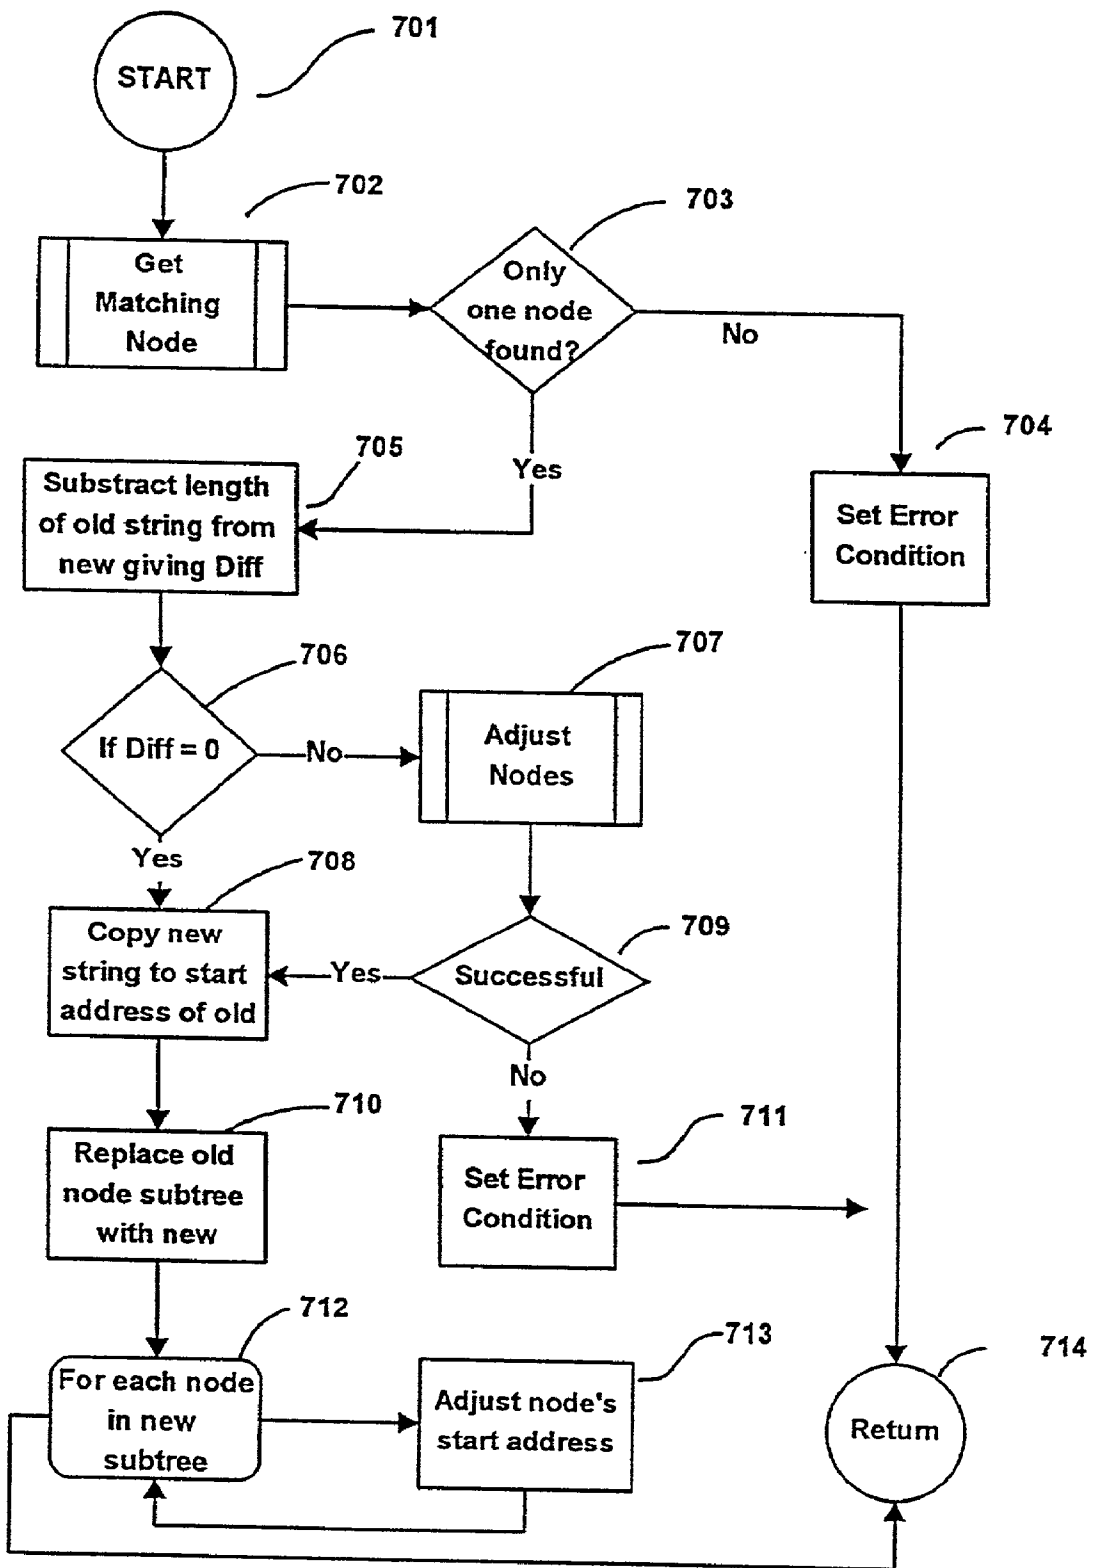 701
START
702
703
Get
Matching
Node
Only
one node
found?
No
704
705
Yes
Substract length
of old string from
new giving Diff
Set Error
Condition
706
707
If Diff = 0
No
Adjust
Nodes
Yes
708
709
Copy new
string to start
address of old
Yes
Successful
No
710
711
Replace old
node subtree
with new
Set Error
Condition
712
713
714
For each node
in new
subtree
Adjust node's
start address
Return